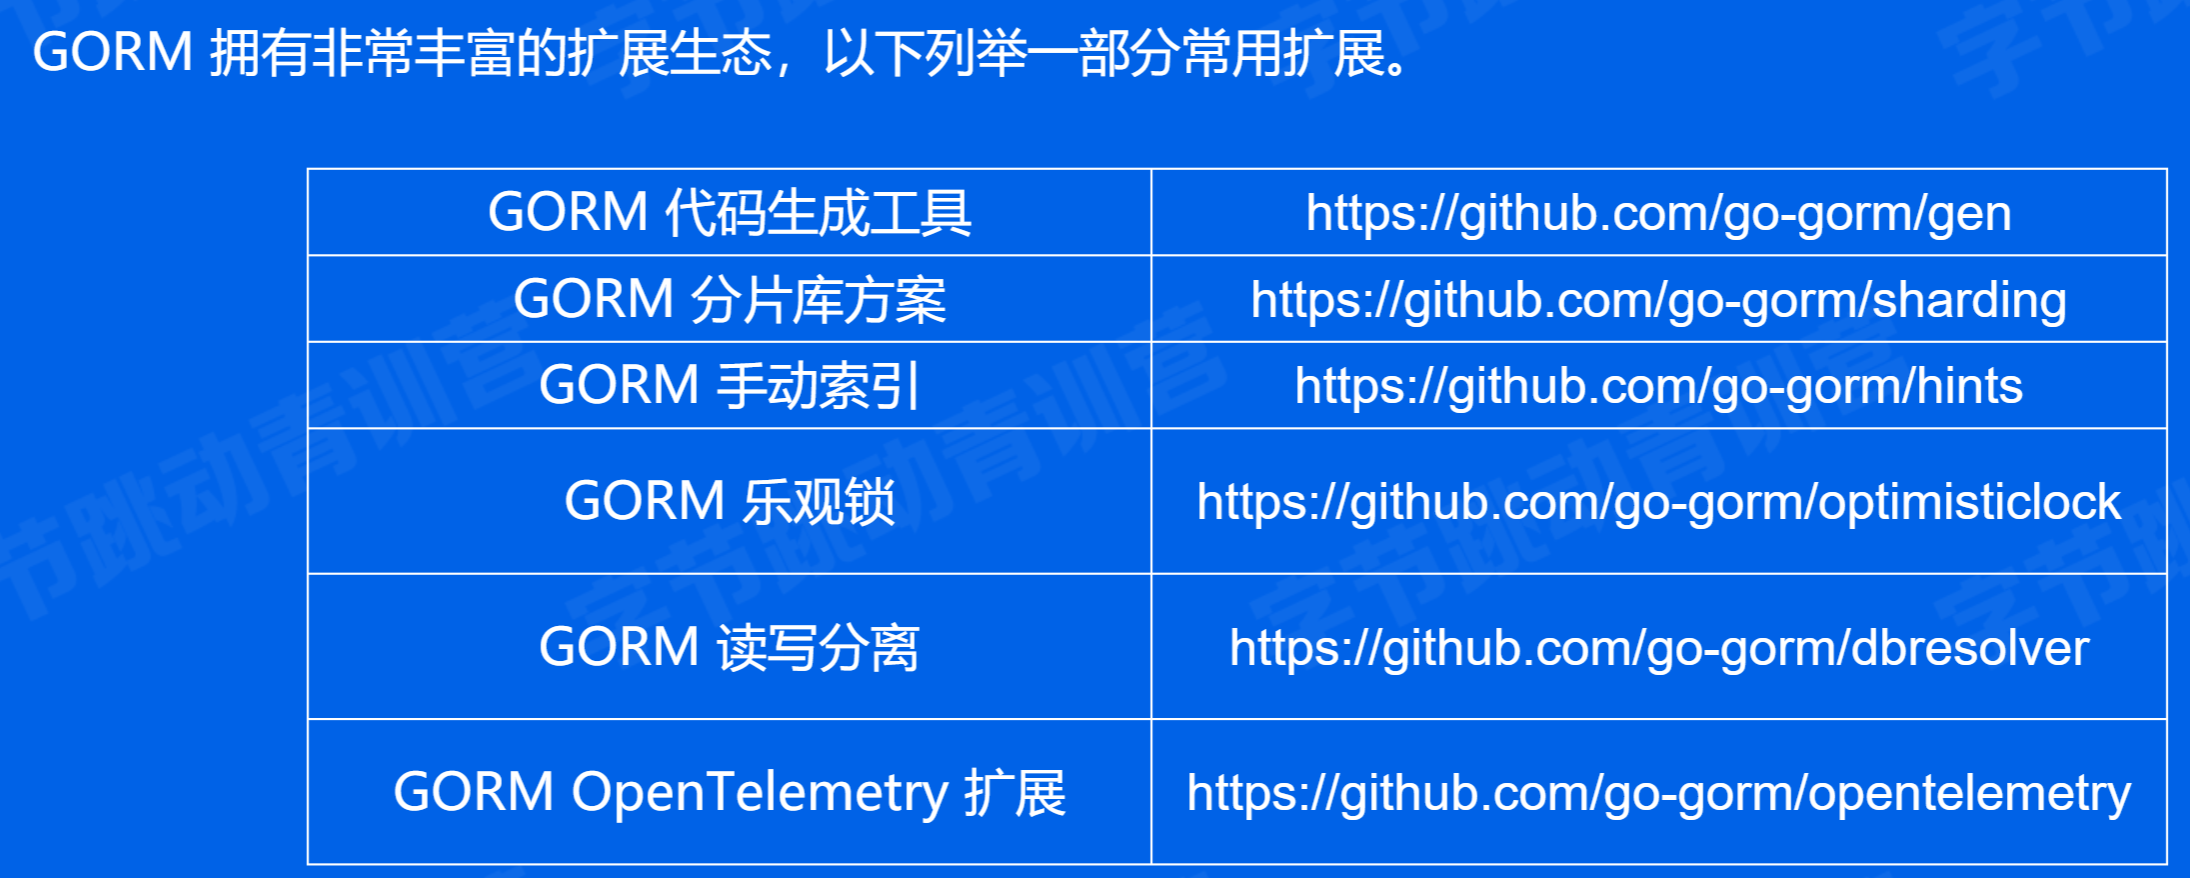 GORM 拥有非常丰富的扩展生态，以下列举一部分常用扩展。
GORM 代码生成工具 https://github.com/go-gorm/gen
GORM 分片库方案 https://github.com/go-gorm/sharding
GORM 手动索引 https://github.com/go-gorm/hints
GORM 乐观锁 https://github.com/go-gorm/optimisticlock
GORM 读写分离 https://github.com/go-gorm/dbresolver
GORM OpenTelemetry 扩展 https://github.com/go-gorm/opentelemetry
字节跳动青训营